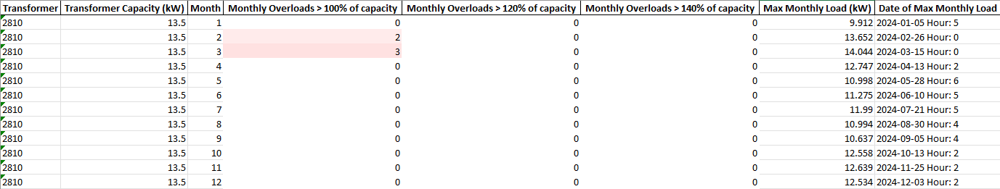 Transformer Transformer Capacity (kW) Month Monthly Overloads > 100% of capacity Monthly Overloads > 120% of capacity Monthly Overloads > 140% of capacity Max Monthly Load (kW) Date of Max Monthly Load
2810 13.5 1 0 0 0 9.912 2024-01-05 Hour: 5
2810 13.5 2 2 0 0 13.652 2024-02-26 Hour: 0
2810 13.5 3 3 0 0 14.044 2024-03-15 Hour: 0
2810 13.5 4 0 0 0 12.747 2024-04-13 Hour: 2
2810 13.5 5 0 0 0 10.998 2024-05-28 Hour: 6
2810 13.5 6 0 0 0 11.275 2024-06-10 Hour: 5
2810 13.5 7 0 0 0 11.99 2024-07-21 Hour: 5
2810 13.5 8 0 0 0 10.994 2024-08-30 Hour: 4
2810 13.5 9 0 0 0 10.637 2024-09-05 Hour: 4
2810 13.5 10 0 0 0 12.558 2024-10-13 Hour: 2
2810 13.5 11 0 0 0 12.639 2024-11-25 Hour: 2
2810 13.5 12 0 0 0 12.534 2024-12-03 Hour: 2